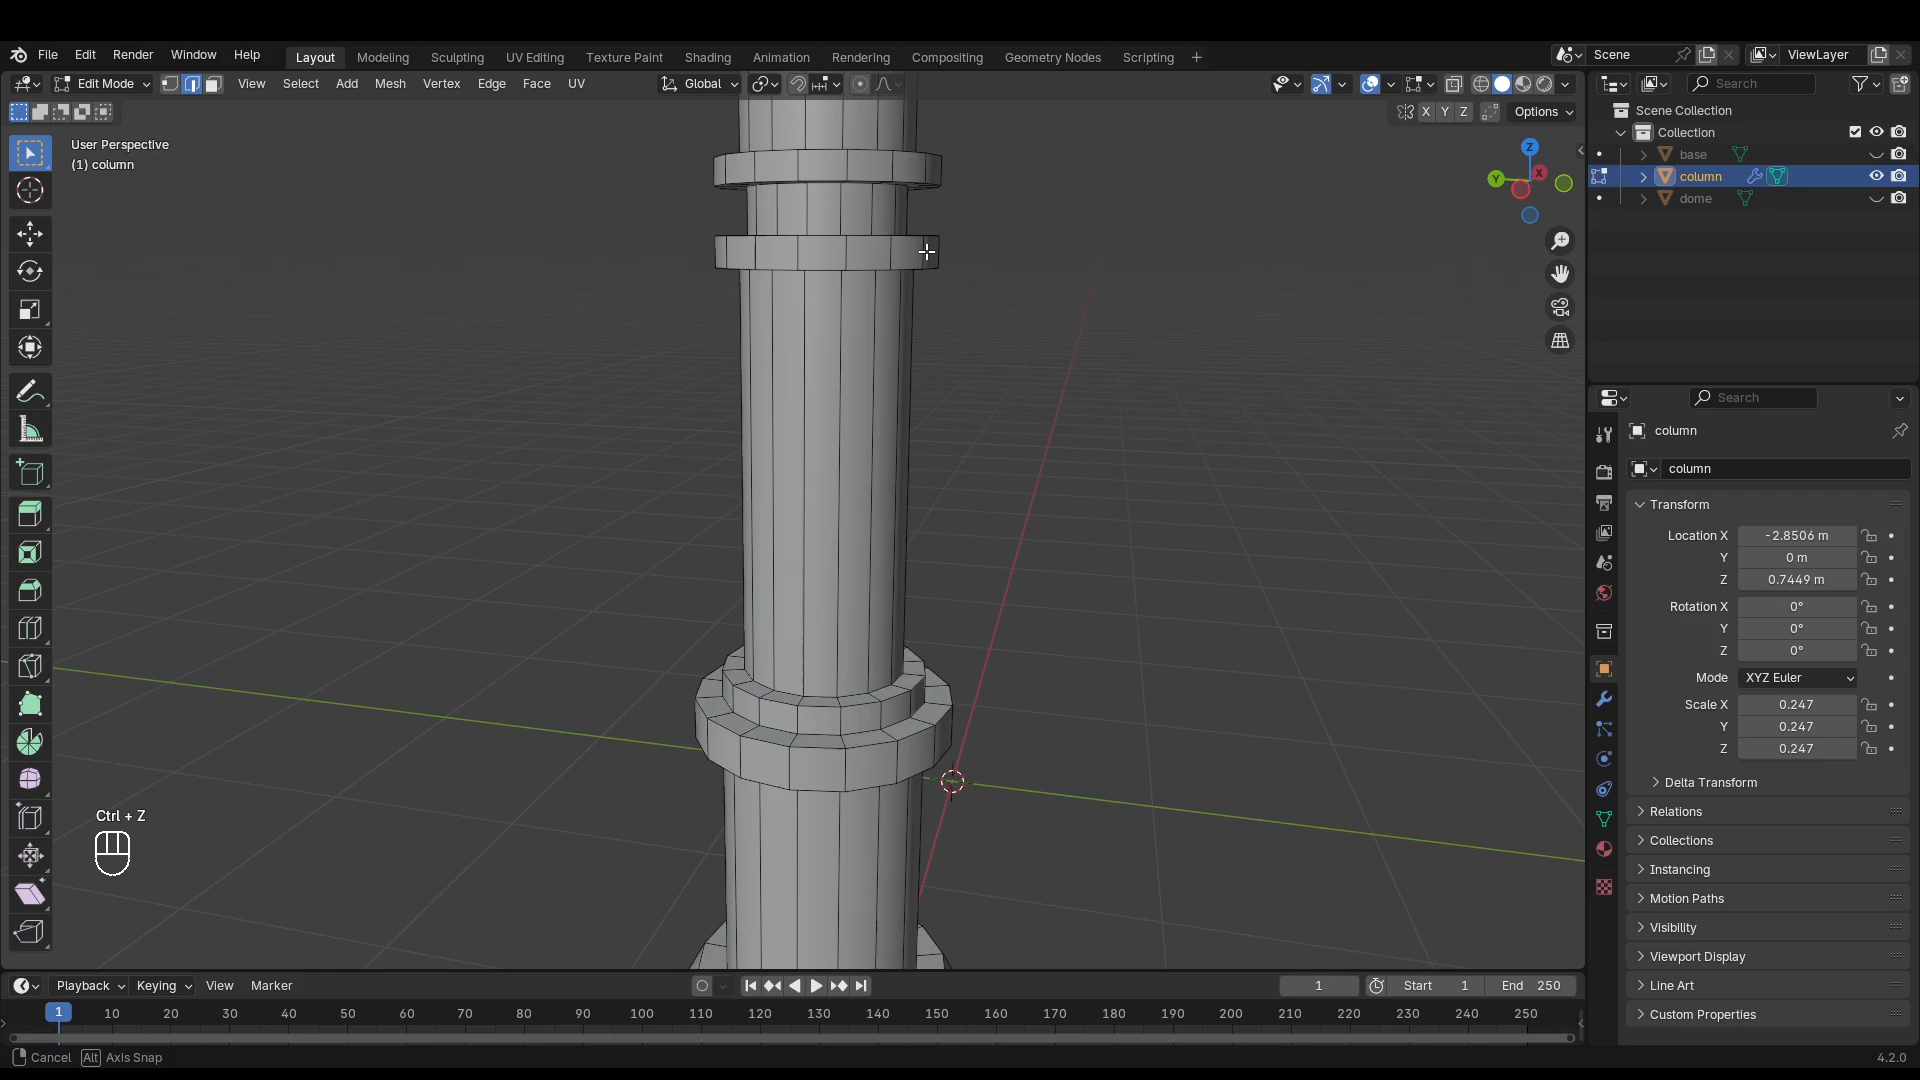 File Edit Render Window Help Layout Modeling Sculpting UV Editing Texture Paint Shading Animation Rendering Compositing Geometry Nodes Scripting + Scene ViewLayer
Edit Mode View Select Add Mesh Vertex Edge Face UV Global Search
X Y Z Options
User Perspective
(1) column
Z
Y X
Scene Collection
Collection
base
column
dome
Search
column
column
Transform
Location X -2.8506 m
Y 0 m
Z 0.7449 m
Rotation X 0°
Y 0°
Z 0°
Mode XYZ Euler
Scale X 0.247
Y 0.247
Z 0.247
Delta Transform
Relations
Collections
Instancing
Motion Paths
Visibility
Viewport Display
Line Art
Custom Properties
Ctrl + Z
Playback Keying View Marker 1 Start 1 End 250
1 10 20 30 40 50 60 70 80 90 100 110 120 130 140 150 160 170 180 190 200 210 220 230 240 250
Cancel Alt Axis Snap 4.2.0